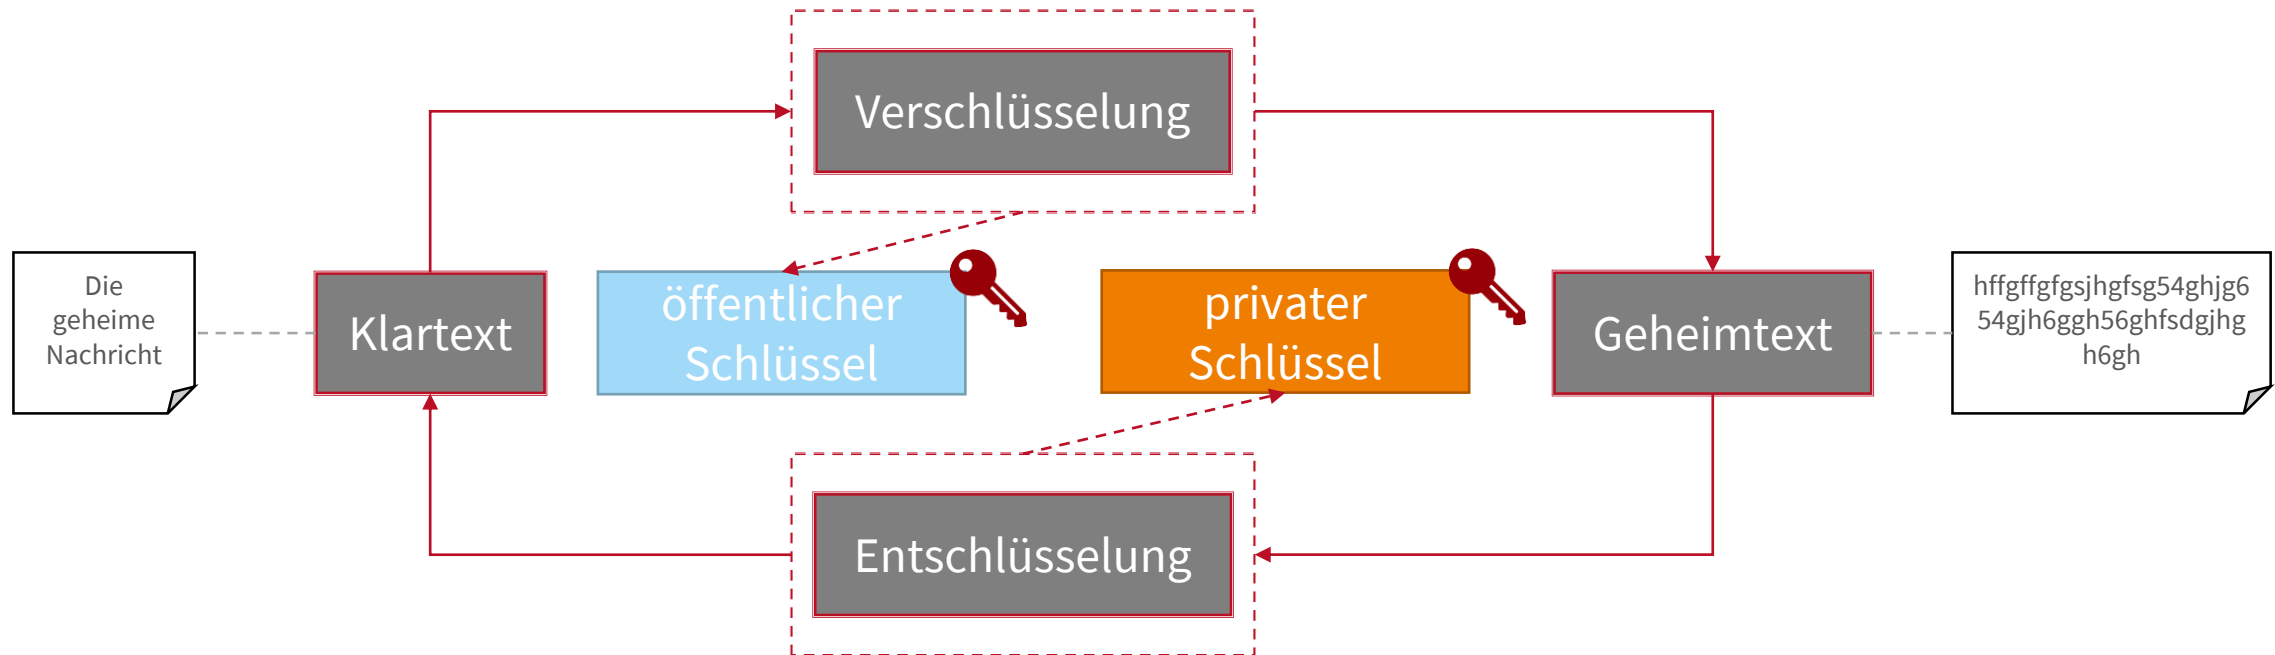 Verschlüsselung
Die
geheime
Nachricht
Klartext
öffentlicher
Schlüssel
privater
Schlüssel
Geheimtext
hffgffgfgsjhgfsg54ghjg6
54gjh6ggh56ghfsdgjhg
h6gh
Entschlüsselung